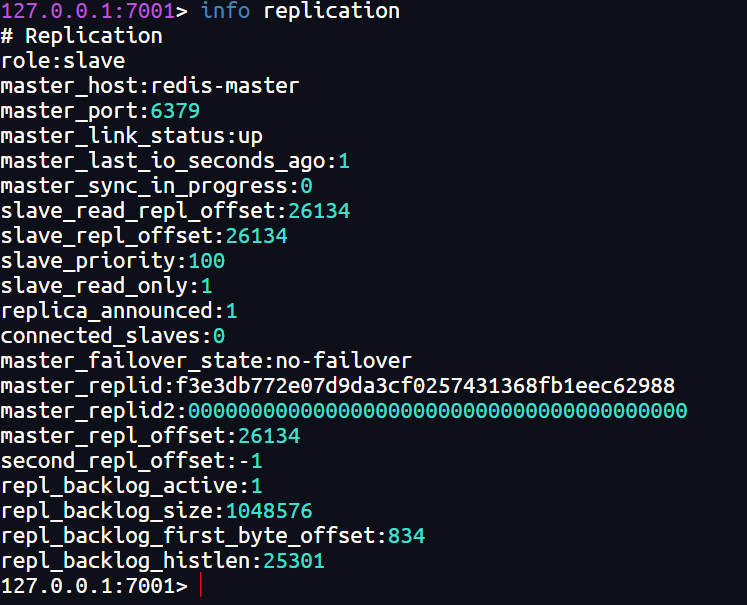 127.0.0.1:7001> info replication
# Replication
role:slave
master_host:redis-master
master_port:6379
master_link_status:up
master_last_io_seconds_ago:1
master_sync_in_progress:0
slave_read_repl_offset:26134
slave_repl_offset:26134
slave_priority:100
slave_read_only:1
replica_announced:1
connected_slaves:0
master_failover_state:no-failover
master_replid:f3e3db772e07d9da3cf0257431368fb1eec62988
master_replid2:0000000000000000000000000000000000000000
master_repl_offset:26134
second_repl_offset:-1
repl_backlog_active:1
repl_backlog_size:1048576
repl_backlog_first_byte_offset:834
repl_backlog_histlen:25301
127.0.0.1:7001>